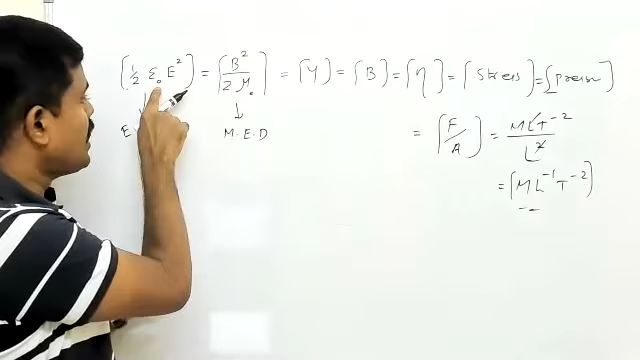 [½ ε₀ E²] = [B²/2μ₀] = [Y] = [B] = [η] = [Stress] = [Pressure]
E M.E.D
= [F/A] = MLT⁻²/L²
= [ML⁻¹T⁻²]